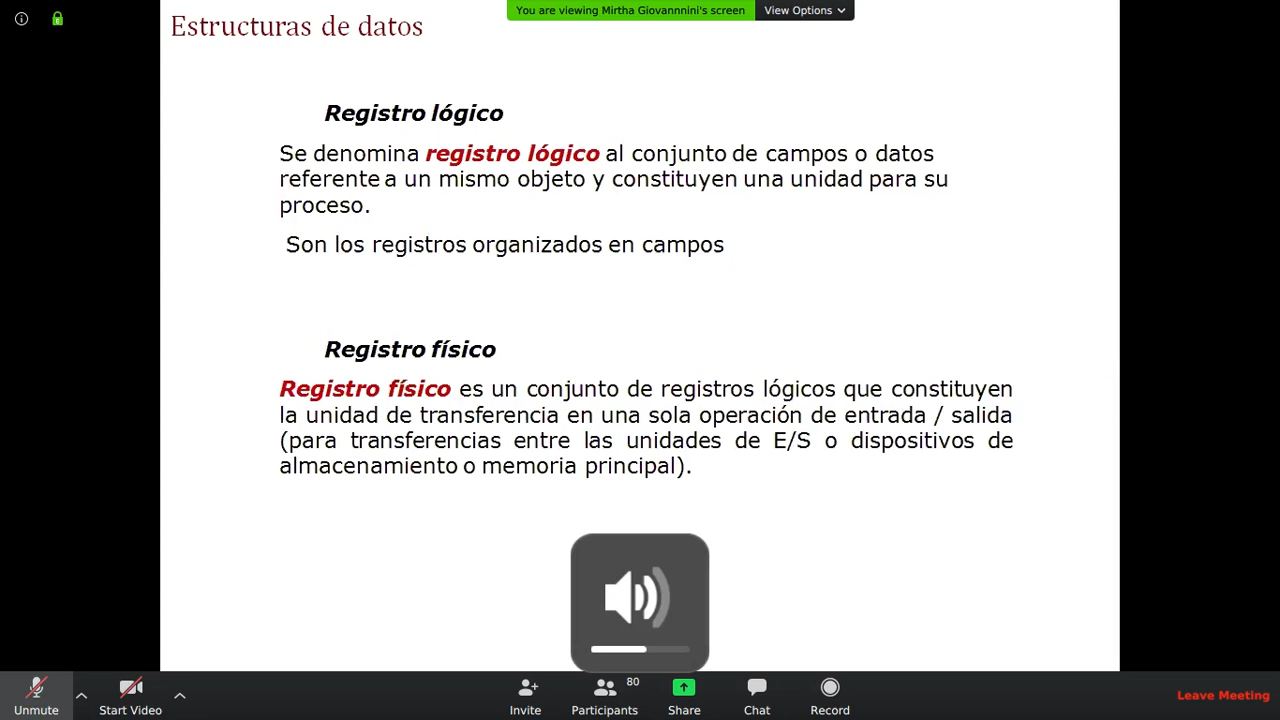 You are viewing Mirtha Giovannnini's screen
View Options
Estructuras de datos
Registro lógico
Se denomina registro lógico al conjunto de campos o datos
referente a un mismo objeto y constituyen una unidad para su
proceso.
Son los registros organizados en campos
Registro físico
Registro físico es un conjunto de registros lógicos que constituyen
la unidad de transferencia en una sola operación de entrada / salida
(para transferencias entre las unidades de E/S o dispositivos de
almacenamiento o memoria principal).
80
Unmute
Start Video
Invite
Participants
Share
Chat
Record
Leave Meeting